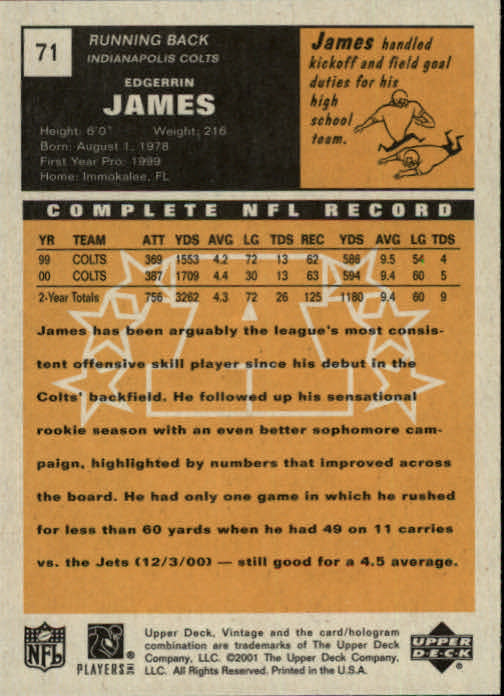 71
RUNNING BACK
INDIANAPOLIS COLTS
EDGERRIN
JAMES
Height: 6'0" Weight: 216
Born: August 1, 1978
First Year Pro: 1999
Home: Immokalee, FL
James handled
kickoff and field goal
duties for his
high
school
team.
COMPLETE NFL RECORD
YR TEAM ATT YDS AVG LG TDS REC YDS AVG LG TDS
99 COLTS 369 1553 4.2 72 13 62 586 9.5 54 4
00 COLTS 387 1709 4.4 30 13 63 594 9.4 60 5
2-Year Totals 756 3262 4.3 72 26 125 1180 9.4 60 9
James has been arguably the league's most consis-
tent offensive skill player since his debut in the
Colts' backfield. He followed up his sensational
rookie season with an even better sophomore cam-
paign, highlighted by numbers that improved across
the board. He had only one game in which he rushed
for less than 60 yards when he had 49 on 11 carries
vs. the Jets (12/3/00) — still good for a 4.5 average.
NFL
PLAYERS INC
Upper Deck, Vintage and the card/hologram
combination are trademarks of The Upper Deck
Company, LLC. ©2001 The Upper Deck Company,
LLC. All Rights Reserved. Printed in the U.S.A.
UPPER
DECK